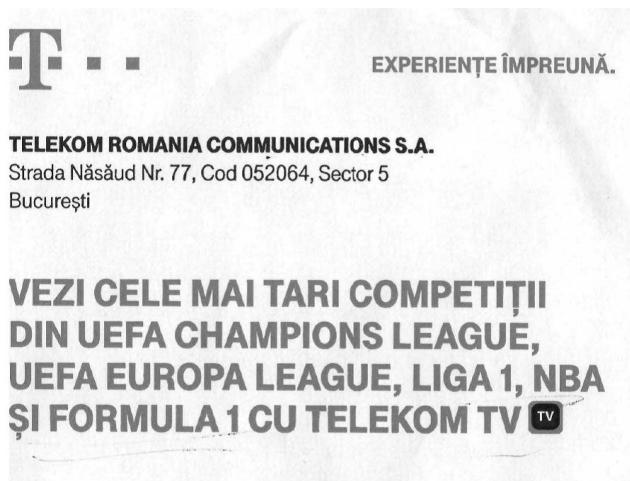 T
EXPERIENȚE ÎMPREUNĂ.
TELEKOM ROMANIA COMMUNICATIONS S.A.
Strada Năsăud Nr. 77, Cod 052064, Sector 5
București
VEZI CELE MAI TARI COMPETIȚII
DIN UEFA CHAMPIONS LEAGUE,
UEFA EUROPA LEAGUE, LIGA 1, NBA
ȘI FORMULA 1 CU TELEKOM TV TV